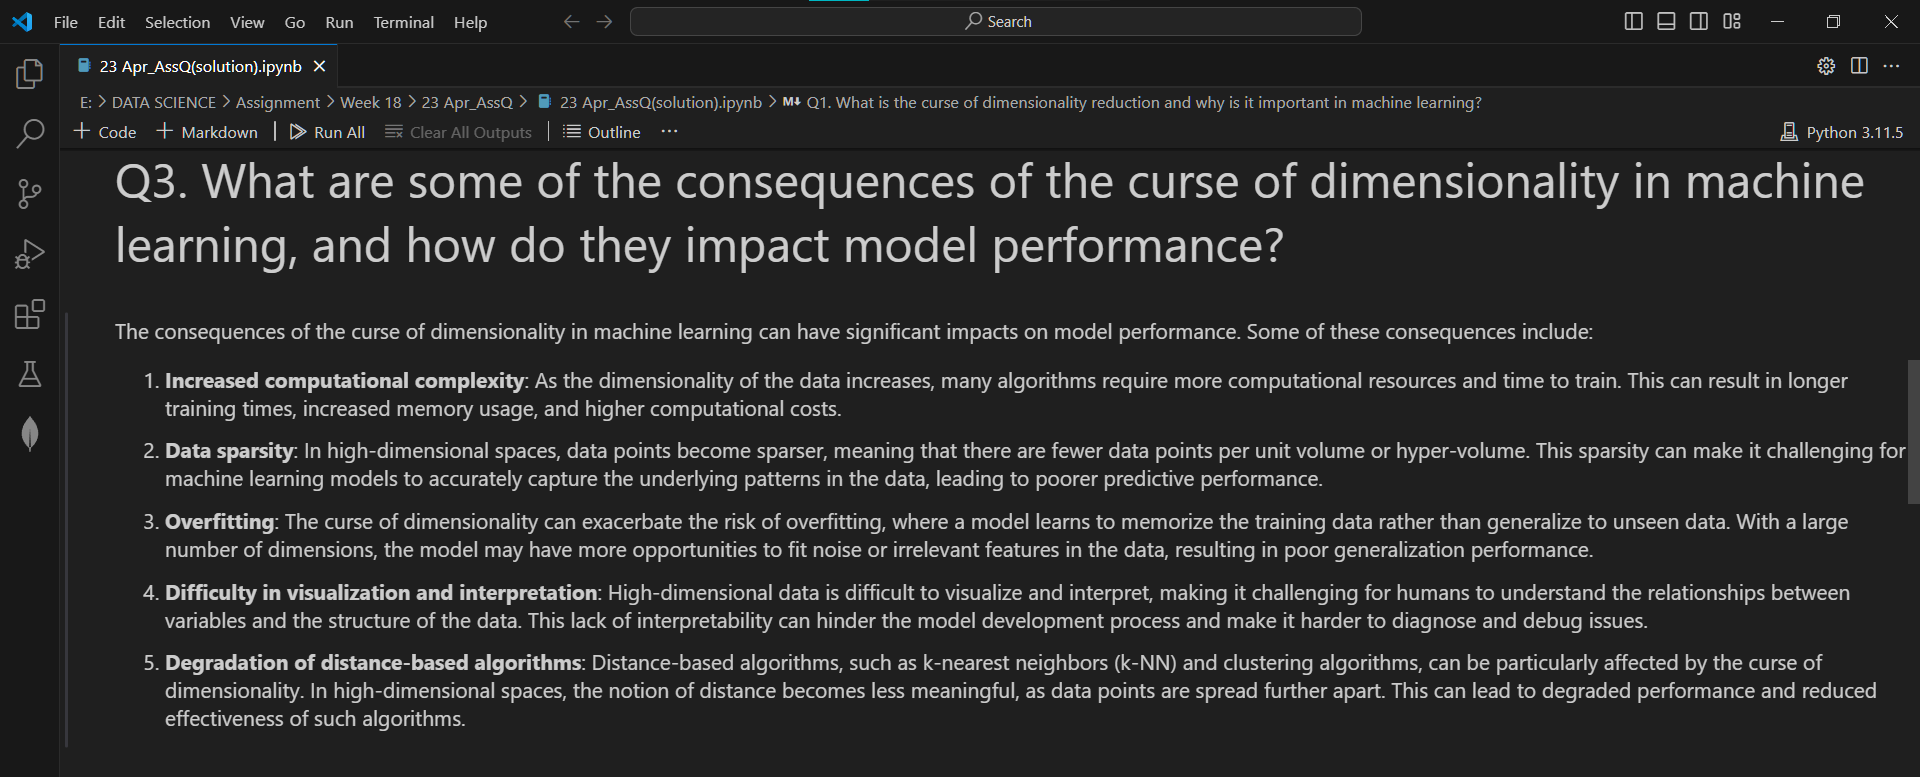 File Edit Selection View Go Run Terminal Help
Search
23 Apr_AssQ(solution).ipynb
E: > DATA SCIENCE > Assignment > Week 18 > 23 Apr_AssQ > 23 Apr_AssQ(solution).ipynb > M↓ Q1. What is the curse of dimensionality reduction and why is it important in machine learning?
+ Code + Markdown | Run All Clear All Outputs | Outline ···
Python 3.11.5
Q3. What are some of the consequences of the curse of dimensionality in machine
learning, and how do they impact model performance?
The consequences of the curse of dimensionality in machine learning can have significant impacts on model performance. Some of these consequences include:
1. Increased computational complexity: As the dimensionality of the data increases, many algorithms require more computational resources and time to train. This can result in longer
training times, increased memory usage, and higher computational costs.
2. Data sparsity: In high-dimensional spaces, data points become sparser, meaning that there are fewer data points per unit volume or hyper-volume. This sparsity can make it challenging for
machine learning models to accurately capture the underlying patterns in the data, leading to poorer predictive performance.
3. Overfitting: The curse of dimensionality can exacerbate the risk of overfitting, where a model learns to memorize the training data rather than generalize to unseen data. With a large
number of dimensions, the model may have more opportunities to fit noise or irrelevant features in the data, resulting in poor generalization performance.
4. Difficulty in visualization and interpretation: High-dimensional data is difficult to visualize and interpret, making it challenging for humans to understand the relationships between
variables and the structure of the data. This lack of interpretability can hinder the model development process and make it harder to diagnose and debug issues.
5. Degradation of distance-based algorithms: Distance-based algorithms, such as k-nearest neighbors (k-NN) and clustering algorithms, can be particularly affected by the curse of
dimensionality. In high-dimensional spaces, the notion of distance becomes less meaningful, as data points are spread further apart. This can lead to degraded performance and reduced
effectiveness of such algorithms.